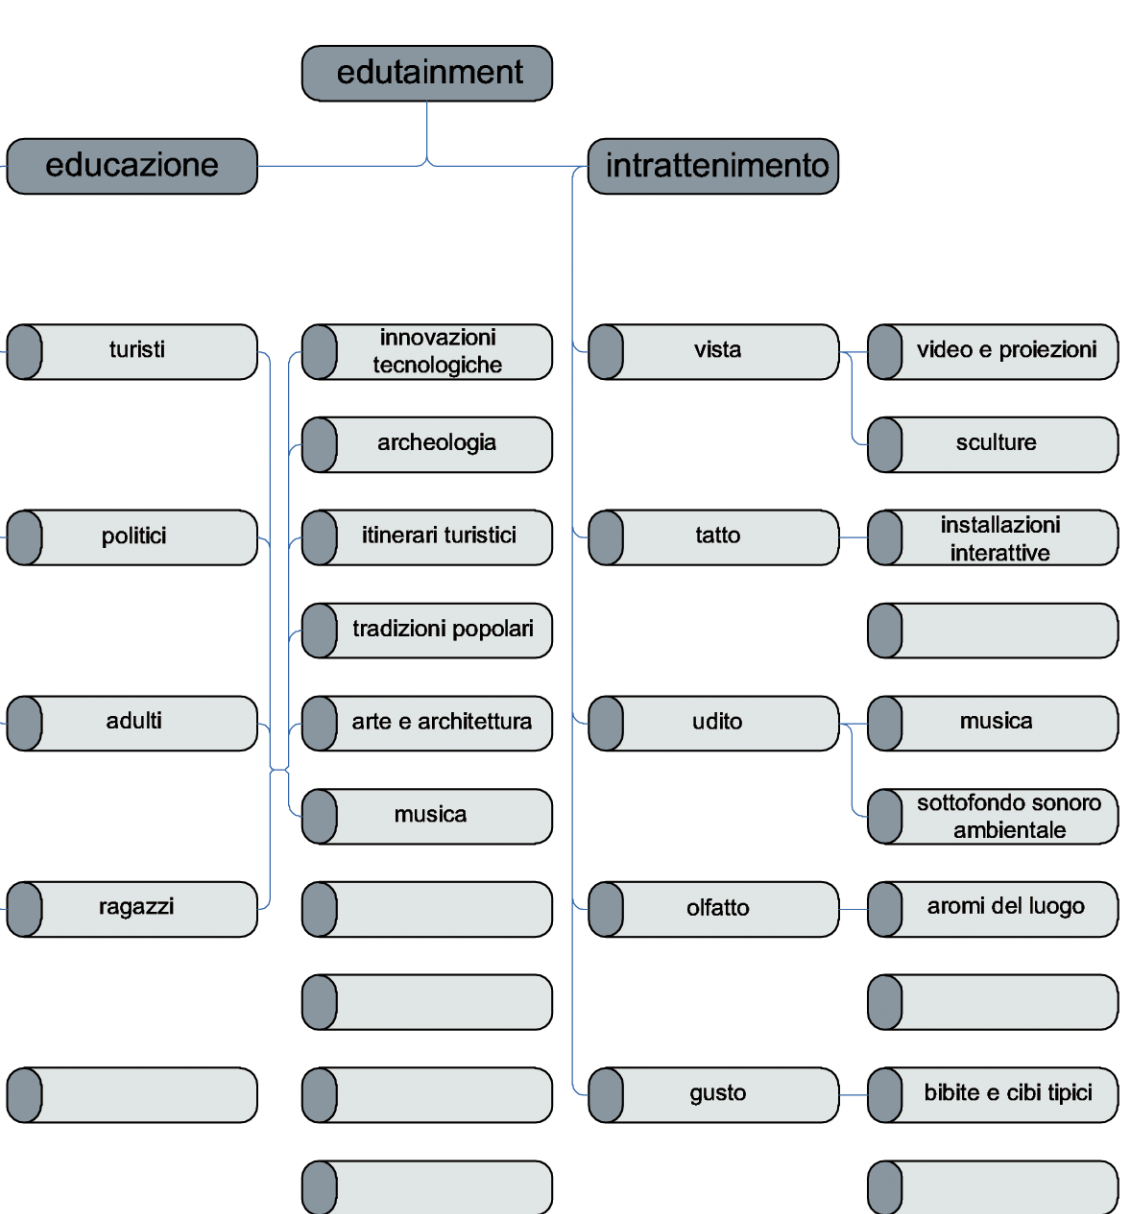 edutainment
educazione
intrattenimento
turisti
innovazioni
tecnologiche
vista
video e proiezioni
archeologia
sculture
politici
itinerari turistici
tatto
installazioni
interattive
tradizioni popolari
adulti
arte e architettura
udito
musica
musica
sottofondo sonoro
ambientale
ragazzi
olfatto
aromi del luogo
gusto
bibite e cibi tipici